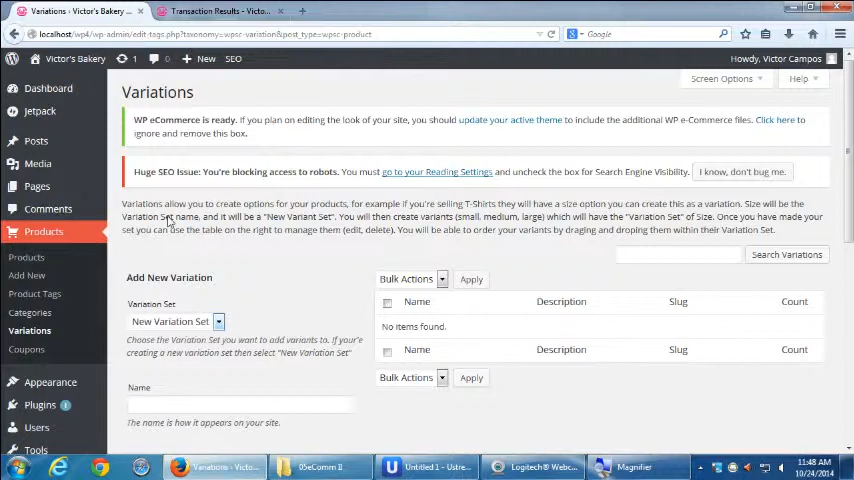 Variations ‹ Victor's Bakery ...
Transaction Results - Victo...
localhost/wp4/wp-admin/edit-tags.php?taxonomy=wpsc-variation&post_type=wpsc-product
Google
Victor's Bakery
1
0
+ New
SEO
Howdy, Victor Campos
Dashboard
Jetpack
Posts
Media
Pages
Comments
Products
Products
Add New
Product Tags
Categories
Variations
Coupons
Appearance
Plugins 1
Users
Tools
Screen Options
Help
Variations
WP eCommerce is ready. If you plan on editing the look of your site, you should update your active theme to include the additional WP e-Commerce files. Click here to
ignore and remove this box.
Huge SEO Issue: You're blocking access to robots. You must go to your Reading Settings and uncheck the box for Search Engine Visibility.
I know, don't bug me.
Variations allow you to create options for your products, for example if you're selling T-Shirts they will have a size option you can create this as a variation. Size will be the
Variation Set name, and it will be a "New Variant Set". You will then create variants (small, medium, large) which will have the "Variation Set" of Size. Once you have made your
set you can use the table on the right to manage them (edit, delete). You will be able to order your variants by draging and droping them within their Variation Set.
Search Variations
Add New Variation
Variation Set
New Variation Set
Choose the Variation Set you want to add variants to. If your'e
creating a new variation set then select "New Variation Set"
Name
The name is how it appears on your site.
Bulk Actions
Apply
Name Description Slug Count
No items found.
Name Description Slug Count
Bulk Actions
Apply
Variations - Victo...
05eComm II
Untitled 1 - Ustre...
Logitech® Webc...
Magnifier
11:48 AM
10/24/2014